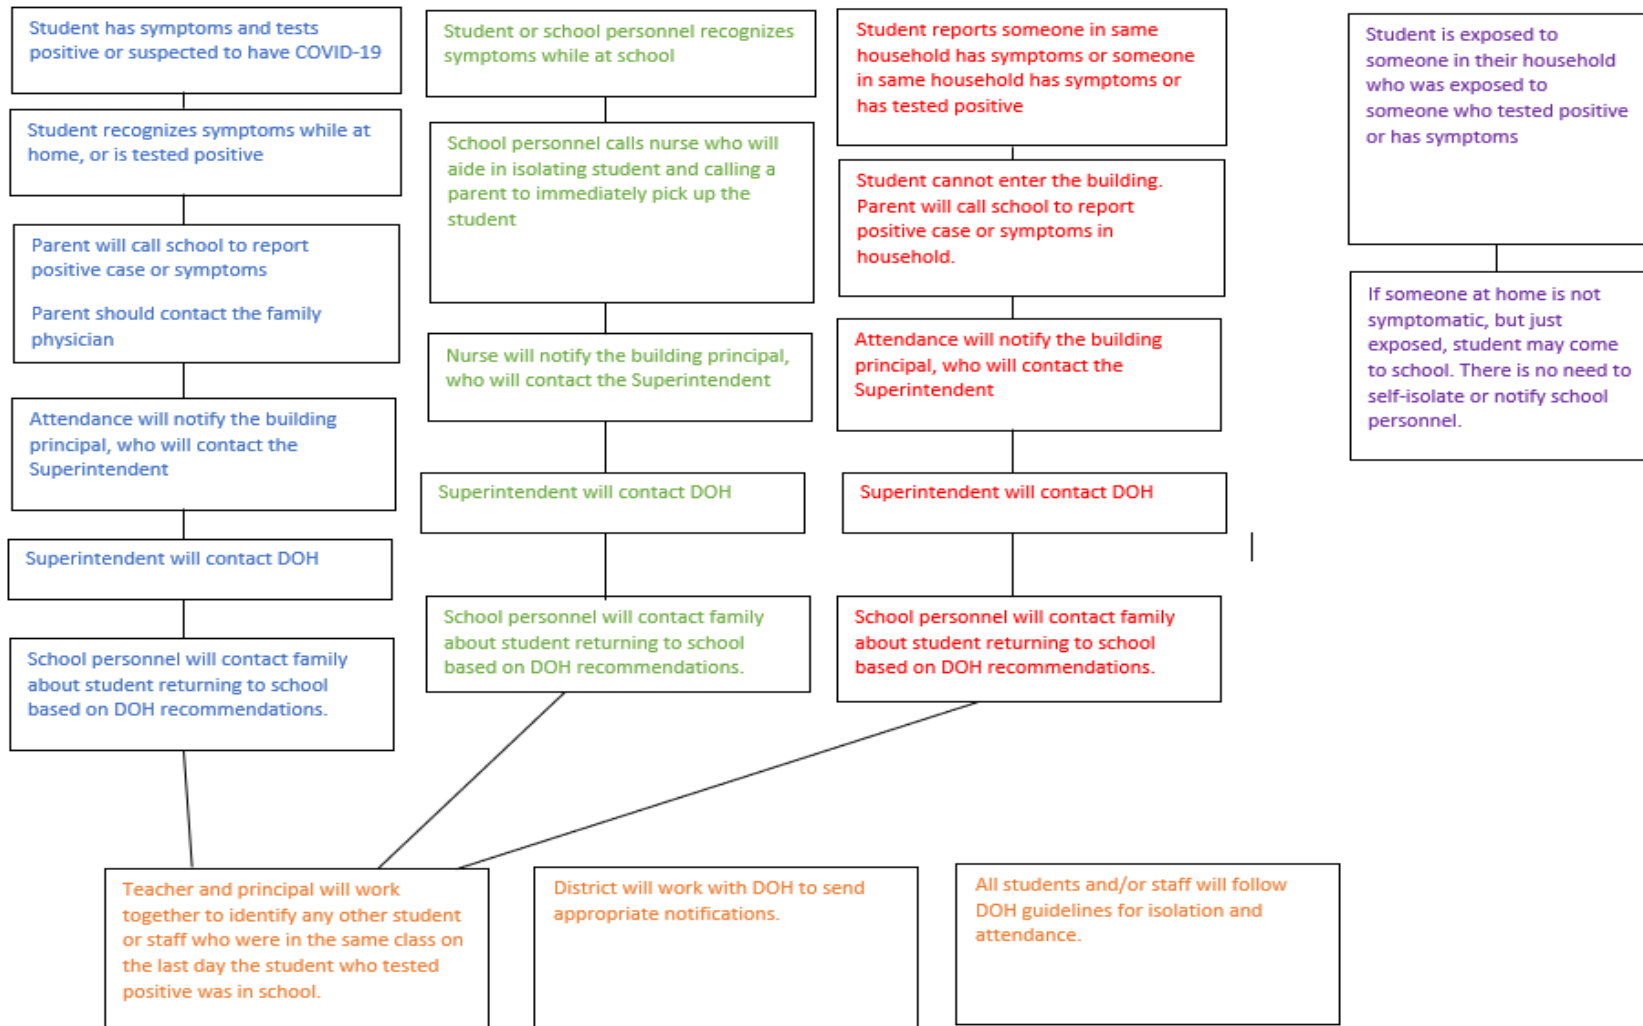 Student has symptoms and tests
positive or suspected to have COVID-19
Student recognizes symptoms while at
home, or is tested positive
Parent will call school to report
positive case or symptoms
Parent should contact the family
physician
Attendance will notify the building
principal, who will contact the
Superintendent
Superintendent will contact DOH
School personnel will contact family
about student returning to school
based on DOH recommendations.
Student or school personnel recognizes
symptoms while at school
School personnel calls nurse who will
aide in isolating student and calling a
parent to immediately pick up the
student
Nurse will notify the building principal,
who will contact the Superintendent
Superintendent will contact DOH
School personnel will contact family
about student returning to school
based on DOH recommendations.
Student reports someone in same
household has symptoms or someone
in same household has symptoms or
has tested positive
Student cannot enter the building.
Parent will call school to report
positive case or symptoms in
household.
Attendance will notify the building
principal, who will contact the
Superintendent
Superintendent will contact DOH
School personnel will contact family
about student returning to school
based on DOH recommendations.
Student is exposed to
someone in their household
who was exposed to
someone who tested positive
or has symptoms
If someone at home is not
symptomatic, but just
exposed, student may come
to school. There is no need to
self-isolate or notify school
personnel.
Teacher and principal will work
together to identify any other student
or staff who were in the same class on
the last day the student who tested
positive was in school.
District will work with DOH to send
appropriate notifications.
All students and/or staff will follow
DOH guidelines for isolation and
attendance.